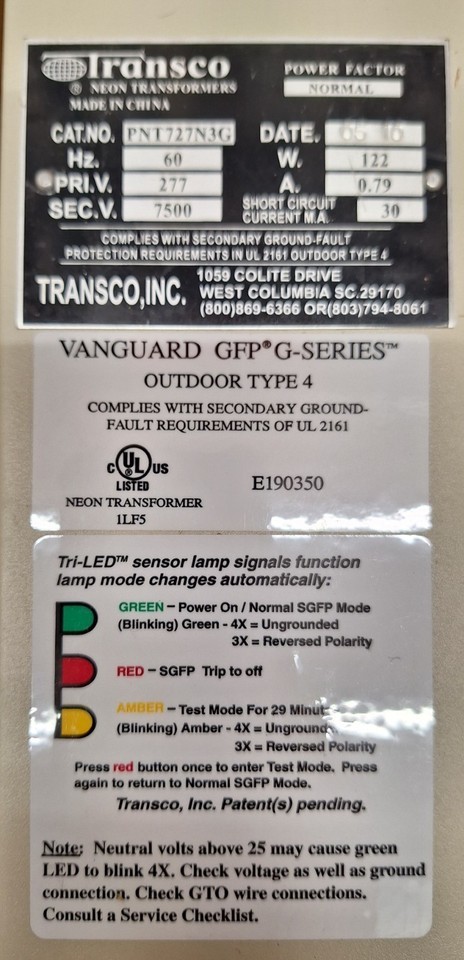 Transco
® NEON TRANSFORMERS
MADE IN CHINA
POWER FACTOR
NORMAL
CAT.NO. PNT727N3G DATE.
Hz. 60 W. 122
PRI.V. 277 A. 0.79
SEC.V. 7500 SHORT CIRCUIT CURRENT M.A. 30
COMPLIES WITH SECONDARY GROUND-FAULT
PROTECTION REQUIREMENTS IN UL 2161 OUTDOOR TYPE 4
TRANSCO,INC.
1059 COLITE DRIVE
WEST COLUMBIA SC.29170
(800)869-6366 OR(803)794-8061
VANGUARD GFP® G-SERIES™
OUTDOOR TYPE 4
COMPLIES WITH SECONDARY GROUND-
FAULT REQUIREMENTS OF UL 2161
C UL US
LISTED
NEON TRANSFORMER
1LF5
E190350
Tri-LED™ sensor lamp signals function
lamp mode changes automatically:
GREEN – Power On / Normal SGFP Mode
(Blinking) Green - 4X = Ungrounded
3X = Reversed Polarity
RED – SGFP Trip to off
AMBER – Test Mode For 29
(Blinking) Amber - 4X =
3X = Reversed Polarity
Press red button once to enter Test Mode. Press
again to return to Normal SGFP Mode.
Transco, Inc. Patent(s) pending.
Note: Neutral volts above 25 may cause green
LED to blink 4X. Check voltage as well as ground
connection. Check GTO wire connections.
Consult a Service Checklist.